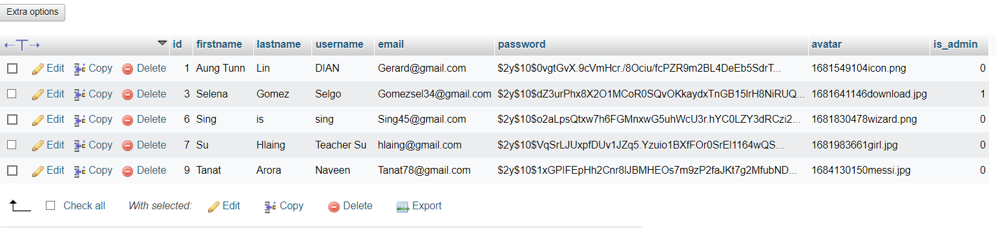 Extra options
id firstname lastname username email password avatar is_admin
Edit Copy Delete 1 Aung Tunn Lin DIAN Gerard@gmail.com $2y$10$0vgtGvX.9cVmHcr./8Ociu/fcPZR9m2BL4DeEb5SdrT... 1681549104icon.png 0
Edit Copy Delete 3 Selena Gomez Selgo Gomezsel34@gmail.com $2y$10$dZ3urPhx8X2O1MCoR0SQvOKkaydxTnGB15lrH8NiRUQ... 1681641146download.jpg 1
Edit Copy Delete 6 Sing is sing Sing45@gmail.com $2y$10$o2aLpsQtxw7h6FGMnxwG5uhWcU3r.hYC0LZY3dRCzi2... 1681830478wizard.png 0
Edit Copy Delete 7 Su Hlaing Teacher Su hlaing@gmail.com $2y$10$VqSrLJUxpfDUv1JZq5.Yzuio1BXfFOr0SrEl1164wQS... 1681983661girl.jpg 0
Edit Copy Delete 9 Tanat Arora Naveen Tanat78@gmail.com $2y$10$1xGPIFEpHh2Cnr8lJBMHEOs7m9zP2faJKt7g2MfubND... 1684130150messi.jpg 0
Check all With selected: Edit Copy Delete Export